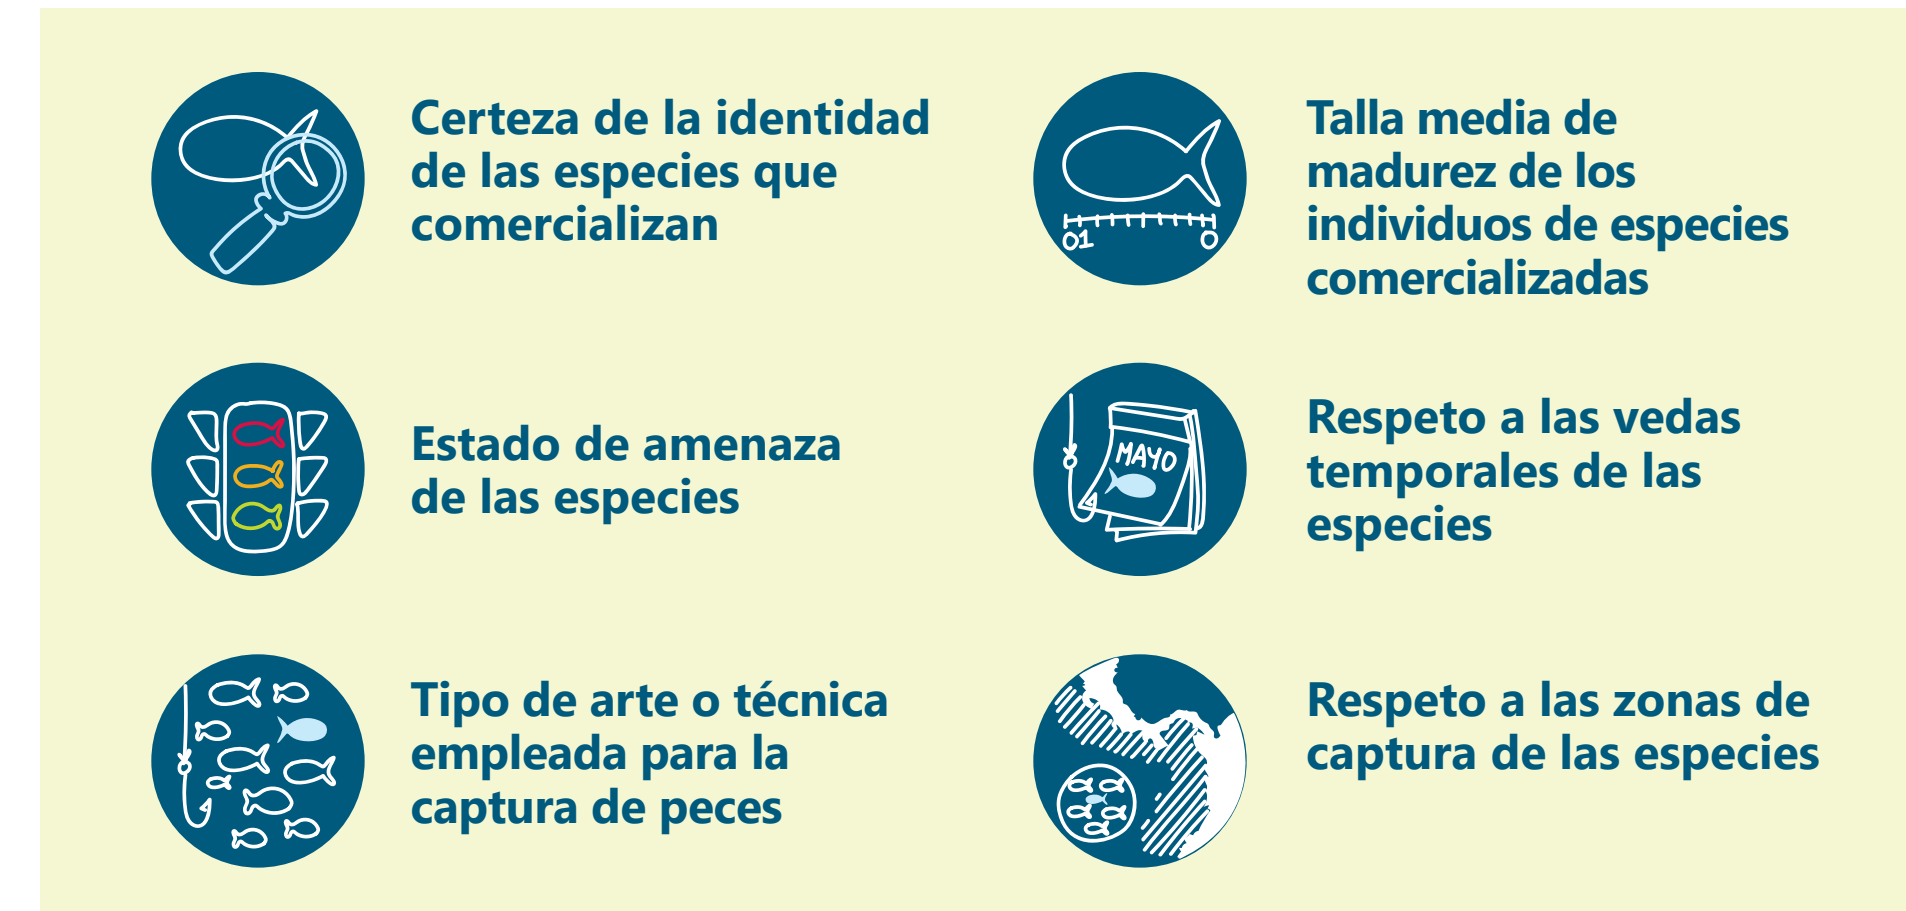 Certeza de la identidad
de las especies que
comercializan
Talla media de
madurez de los
individuos de especies
comercializadas
01 0
Estado de amenaza
de las especies
MAYO
Respeto a las vedas
temporales de las
especies
Tipo de arte o técnica
empleada para la
captura de peces
Respeto a las zonas de
captura de las especies